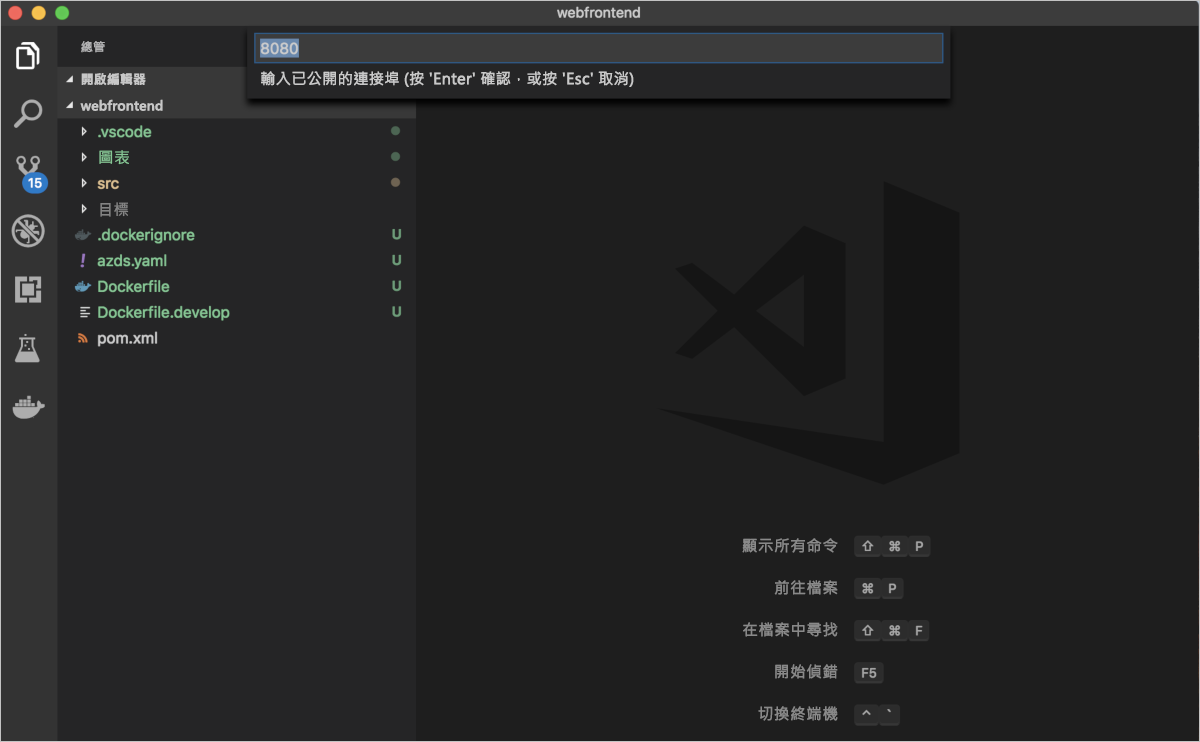 webfrontend
8080
輸入已公開的連接埠 (按 'Enter' 確認，或按 'Esc' 取消)
總管
開啟編輯器
webfrontend
.vscode
圖表
src
目標
.dockerignore U
! azds.yaml U
Dockerfile U
Dockerfile.develop U
pom.xml
15
顯示所有命令 ⇧ ⌘ P
前往檔案 ⌘ P
在檔案中尋找 ⇧ ⌘ F
開始偵錯 F5
切換終端機 ^ `